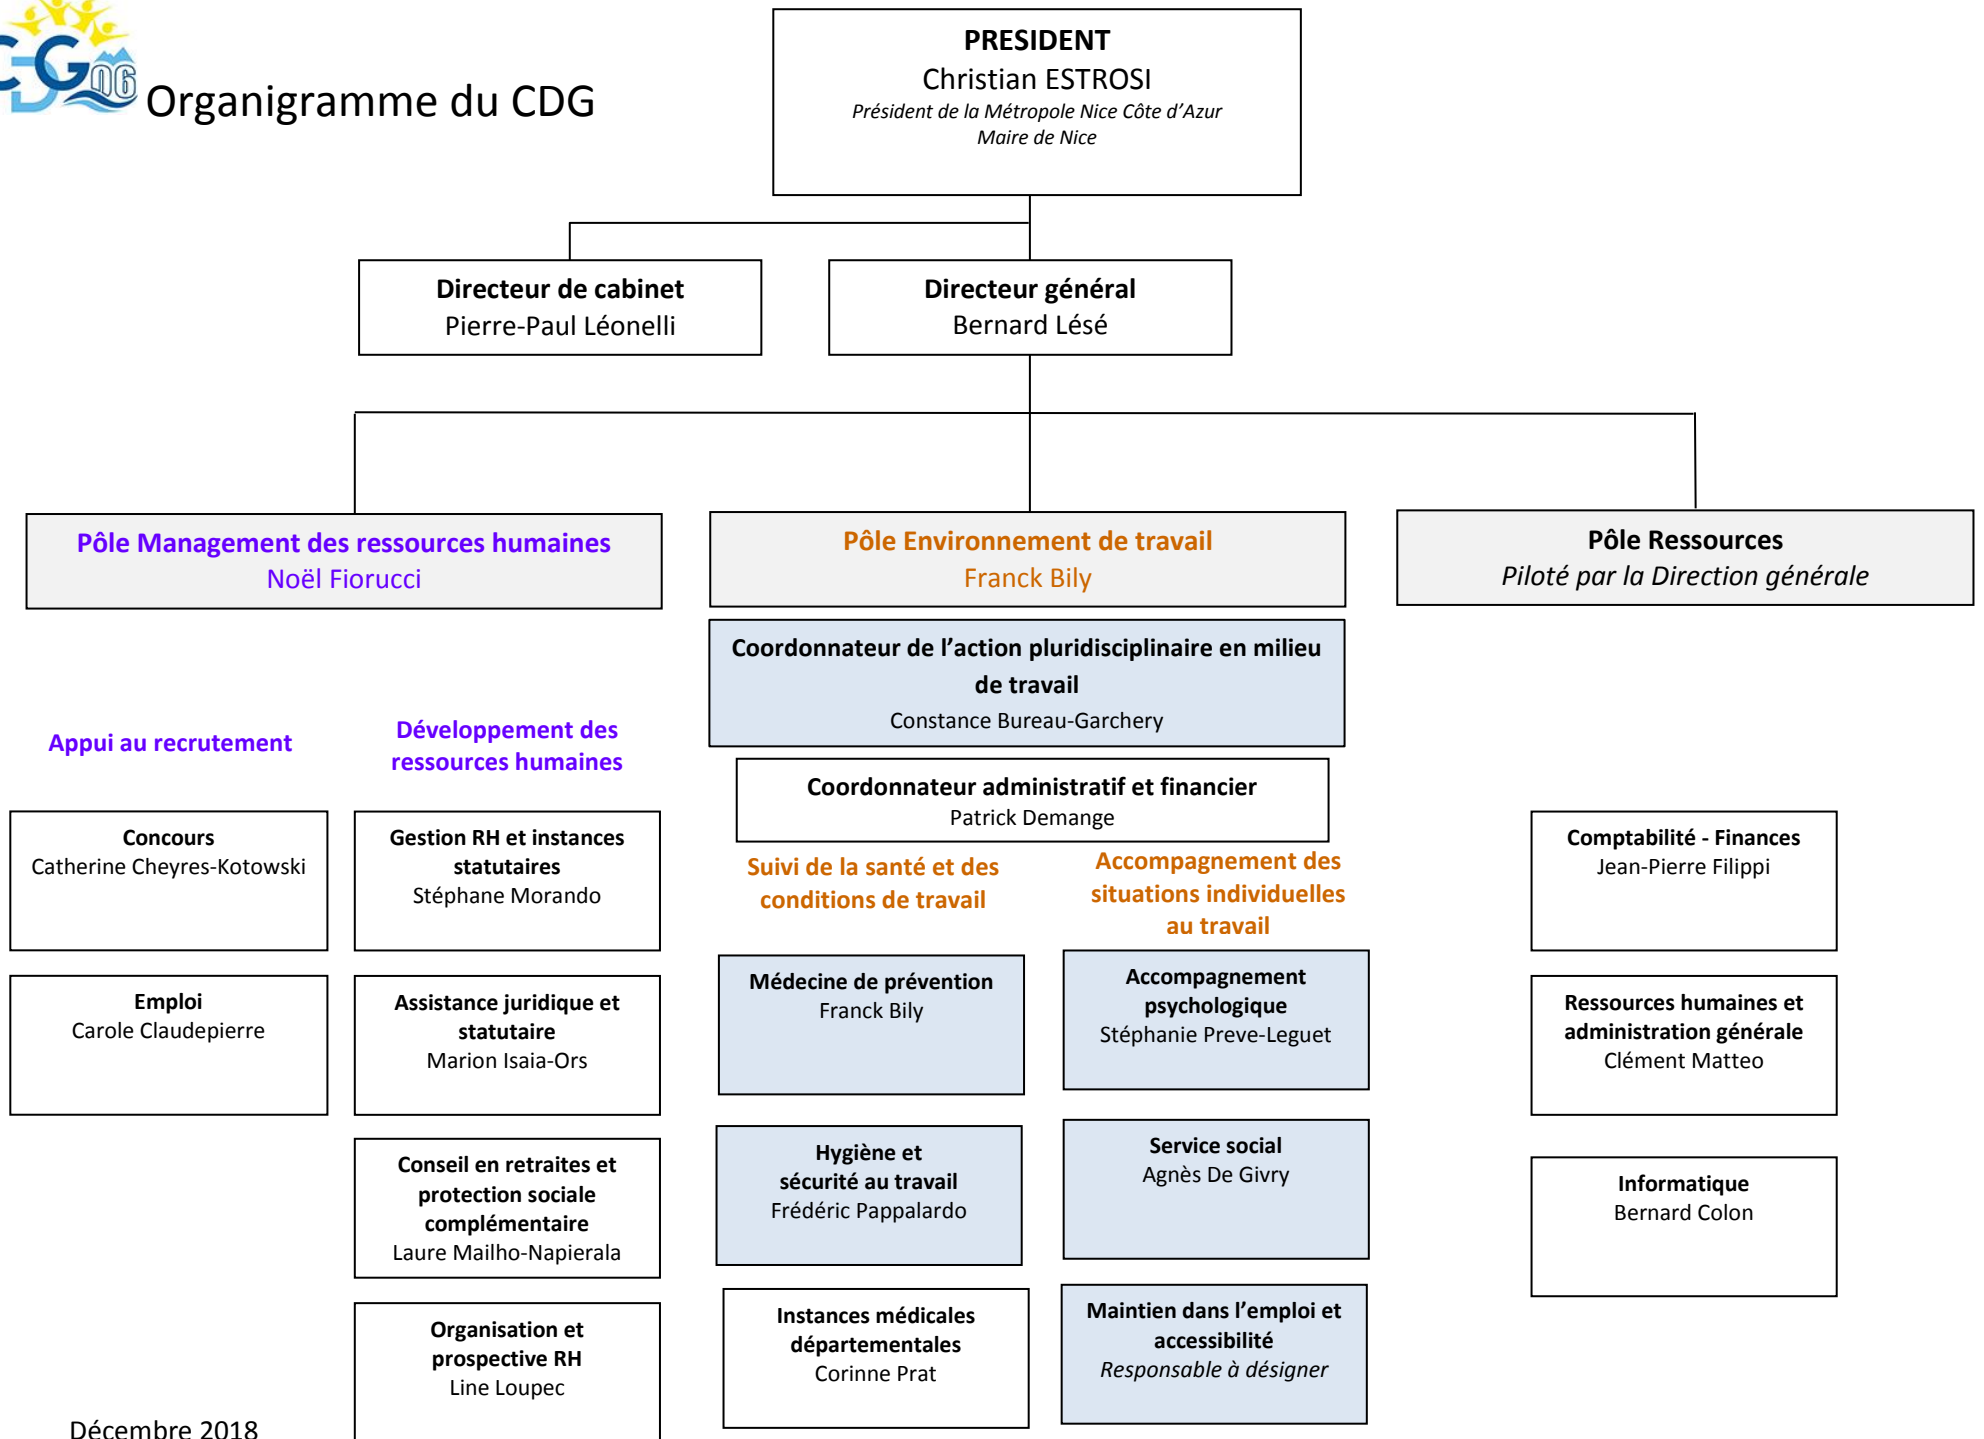 CDG06
Organigramme du CDG
PRESIDENT
Christian ESTROSI
Président de la Métropole Nice Côte d’Azur
Maire de Nice
Directeur de cabinet
Pierre-Paul Léonelli
Directeur général
Bernard Lésé
Pôle Management des ressources humaines
Noël Fiorucci
Pôle Environnement de travail
Franck Bily
Pôle Ressources
Piloté par la Direction générale
Coordonnateur de l’action pluridisciplinaire en milieu
de travail
Constance Bureau-Garchery
Coordonnateur administratif et financier
Patrick Demange
Appui au recrutement
Développement des
ressources humaines
Concours
Catherine Cheyres-Kotowski
Emploi
Carole Claudepierre
Gestion RH et instances
statutaires
Stéphane Morando
Assistance juridique et
statutaire
Marion Isaia-Ors
Conseil en retraites et
protection sociale
complémentaire
Laure Mailho-Napierala
Organisation et
prospective RH
Line Loupec
Suivi de la santé et des
conditions de travail
Médecine de prévention
Franck Bily
Hygiène et
sécurité au travail
Frédéric Pappalardo
Instances médicales
départementales
Corinne Prat
Accompagnement des
situations individuelles
au travail
Accompagnement
psychologique
Stéphanie Preve-Leguet
Service social
Agnès De Givry
Maintien dans l’emploi et
accessibilité
Responsable à désigner
Comptabilité - Finances
Jean-Pierre Filippi
Ressources humaines et
administration générale
Clément Matteo
Informatique
Bernard Colon
Décembre 2018